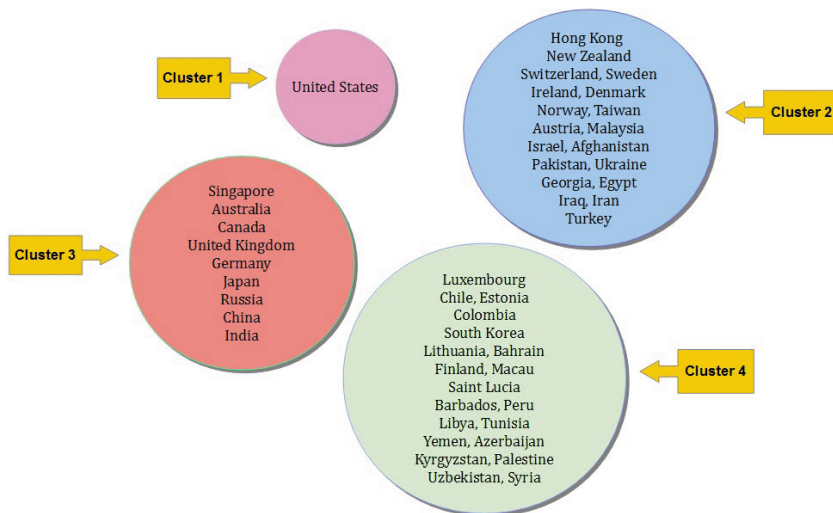 Cluster 1
United States
Hong Kong
New Zealand
Switzerland, Sweden
Ireland, Denmark
Norway, Taiwan
Austria, Malaysia
Israel, Afghanistan
Pakistan, Ukraine
Georgia, Egypt
Iraq, Iran
Turkey
Cluster 2
Cluster 3
Singapore
Australia
Canada
United Kingdom
Germany
Japan
Russia
China
India
Luxembourg
Chile, Estonia
Colombia
South Korea
Lithuania, Bahrain
Finland, Macau
Saint Lucia
Barbados, Peru
Libya, Tunisia
Yemen, Azerbaijan
Kyrgyzstan, Palestine
Uzbekistan, Syria
Cluster 4